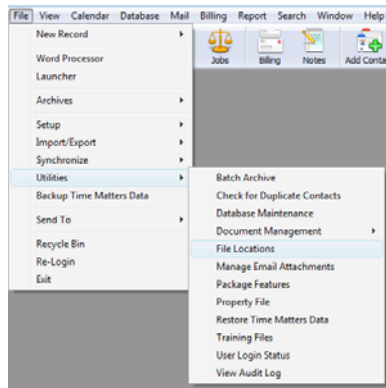 File View Calendar Database Mail Billing Report Search Window Help
New Record
Word Processor
Launcher
Archives
Setup
Import/Export
Synchronize
Utilities
Backup Time Matters Data
Send To
Recycle Bin
Re-Login
Exit
Jobs Billing Notes Add Conta
Batch Archive
Check for Duplicate Contacts
Database Maintenance
Document Management
File Locations
Manage Email Attachments
Package Features
Property File
Restore Time Matters Data
Training Files
User Login Status
View Audit Log